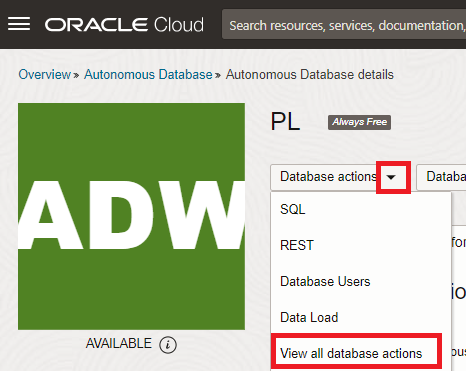 ORACLE Cloud
Search resources, services, documentation,
Overview » Autonomous Database » Autonomous Database details
ADW
PL
Always Free
Database actions
SQL
REST
Database Users
Data Load
View all database actions
AVAILABLE